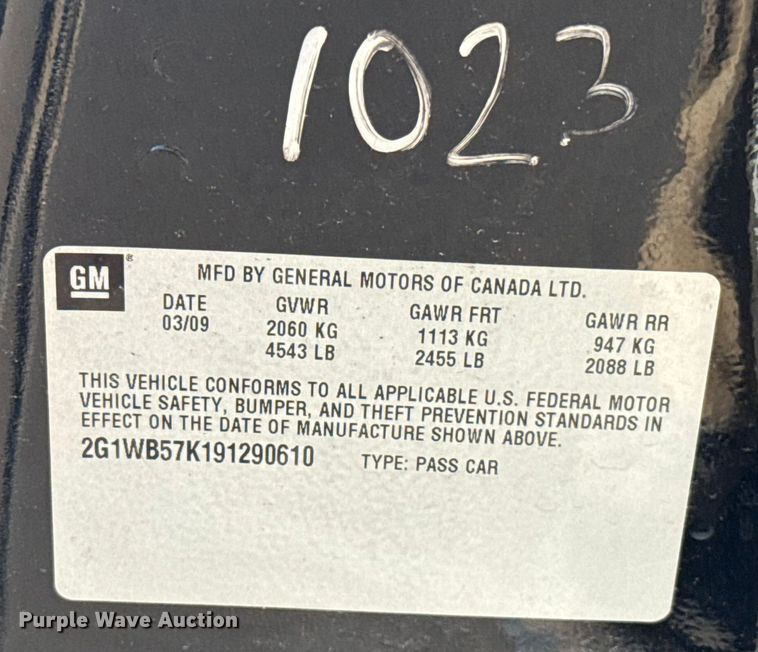 1023
GM ®
MFD BY GENERAL MOTORS OF CANADA LTD.
DATE GVWR GAWR FRT GAWR RR
03/09 2060 KG 1113 KG 947 KG
4543 LB 2455 LB 2088 LB
THIS VEHICLE CONFORMS TO ALL APPLICABLE U.S. FEDERAL MOTOR
VEHICLE SAFETY, BUMPER, AND THEFT PREVENTION STANDARDS IN
EFFECT ON THE DATE OF MANUFACTURE SHOWN ABOVE.
2G1WB57K191290610 TYPE: PASS CAR
Purple Wave Auction